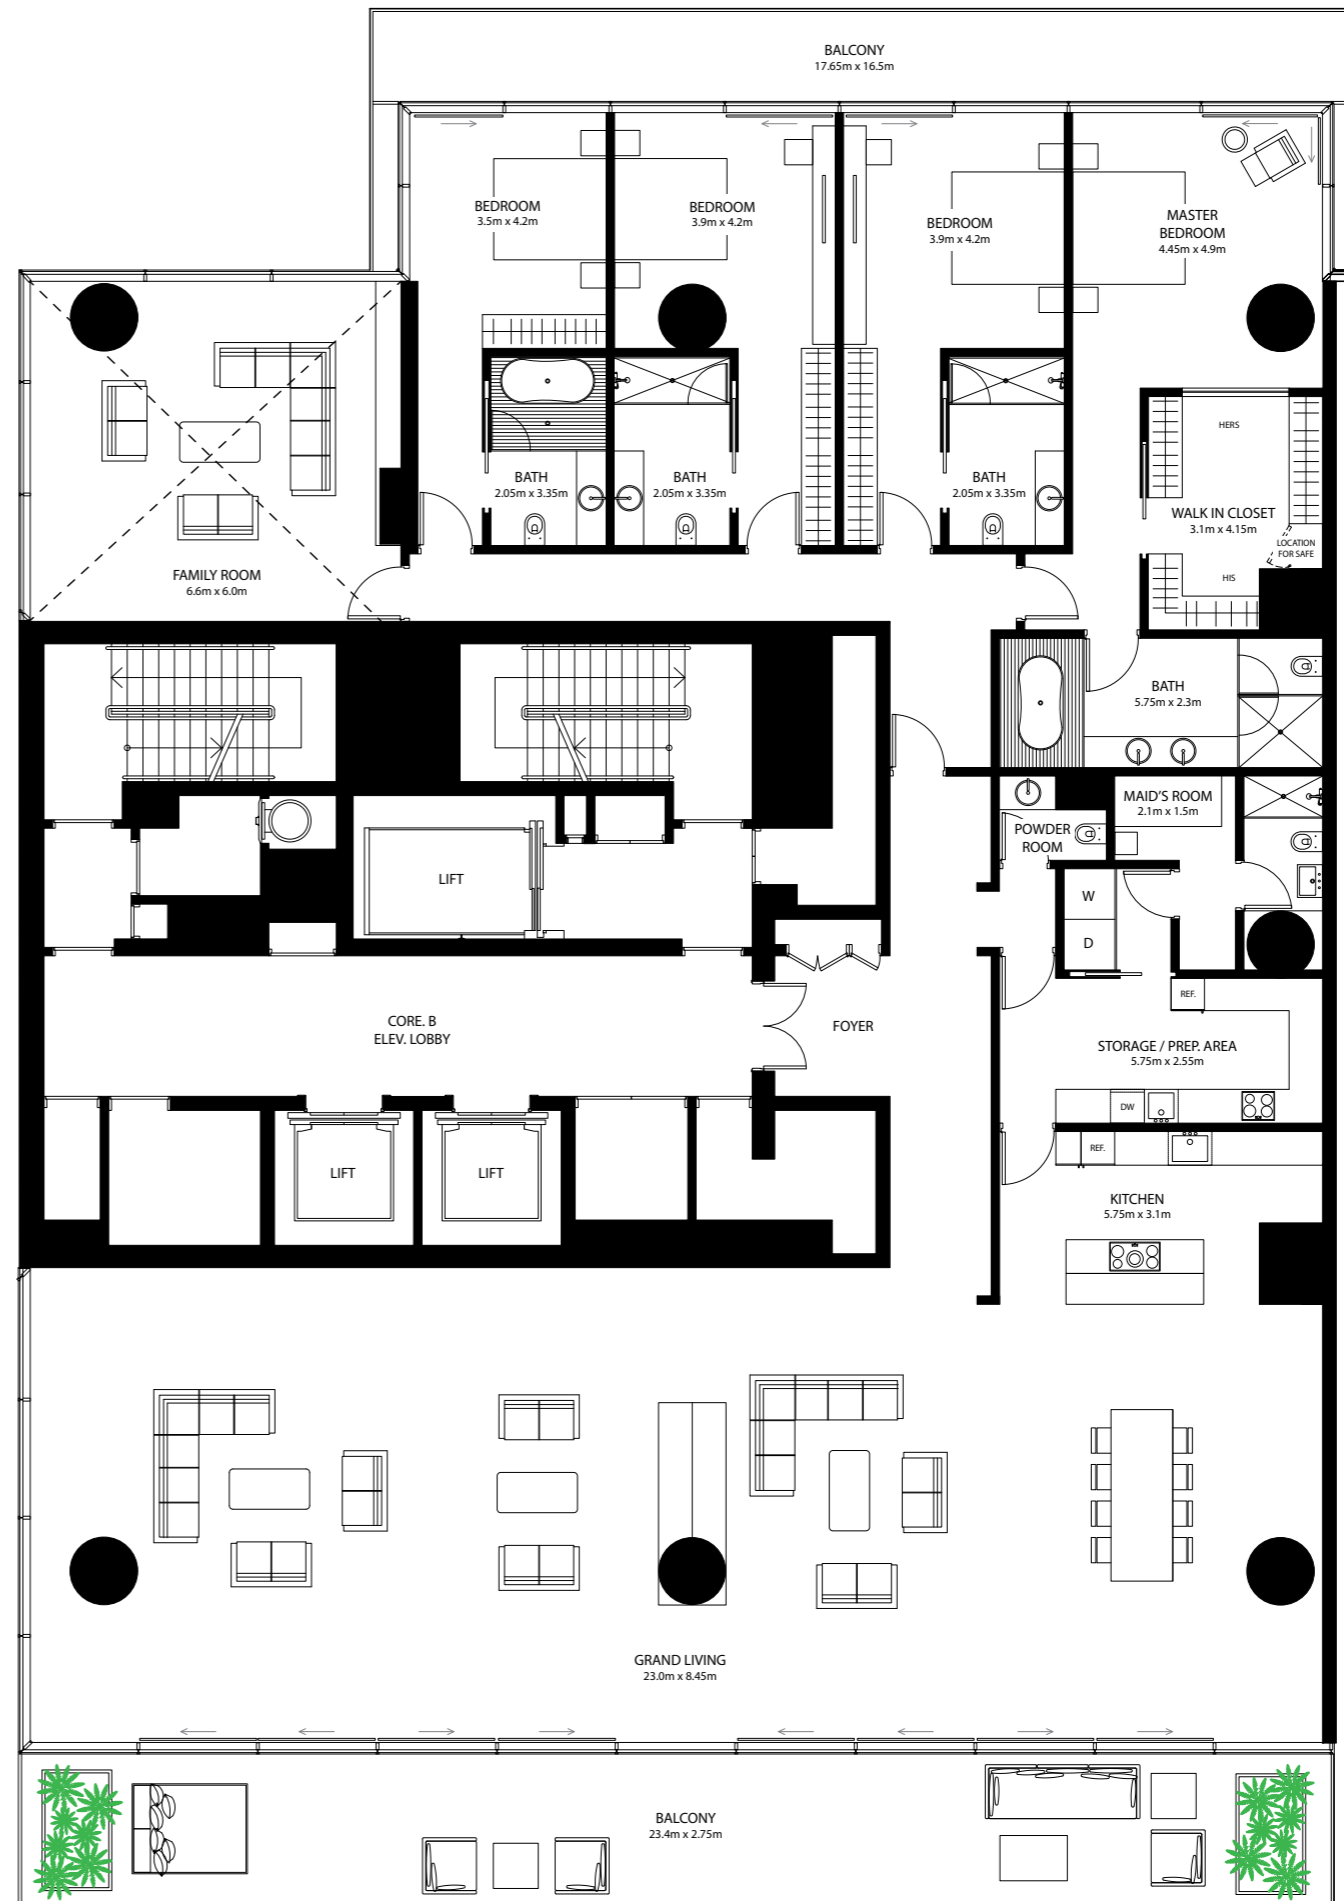 BALCONY
17.65m x 16.5m
BEDROOM
3.5m x 4.2m
BEDROOM
3.9m x 4.2m
BEDROOM
3.9m x 4.2m
MASTER
BEDROOM
4.45m x 4.9m
HERS
BATH
2.05m x 3.35m
BATH
2.05m x 3.35m
BATH
2.05m x 3.35m
WALK IN CLOSET
3.1m x 4.15m
LOCATION
FOR SAFE
HIS
FAMILY ROOM
6.6m x 6.0m
BATH
5.75m x 2.3m
MAID'S ROOM
2.1m x 1.5m
POWDER
ROOM
LIFT
W
D
REF.
CORE. B
ELEV. LOBBY
FOYER
STORAGE / PREP. AREA
5.75m x 2.55m
DW
REF.
LIFT
LIFT
KITCHEN
5.75m x 3.1m
GRAND LIVING
23.0m x 8.45m
BALCONY
23.4m x 2.75m